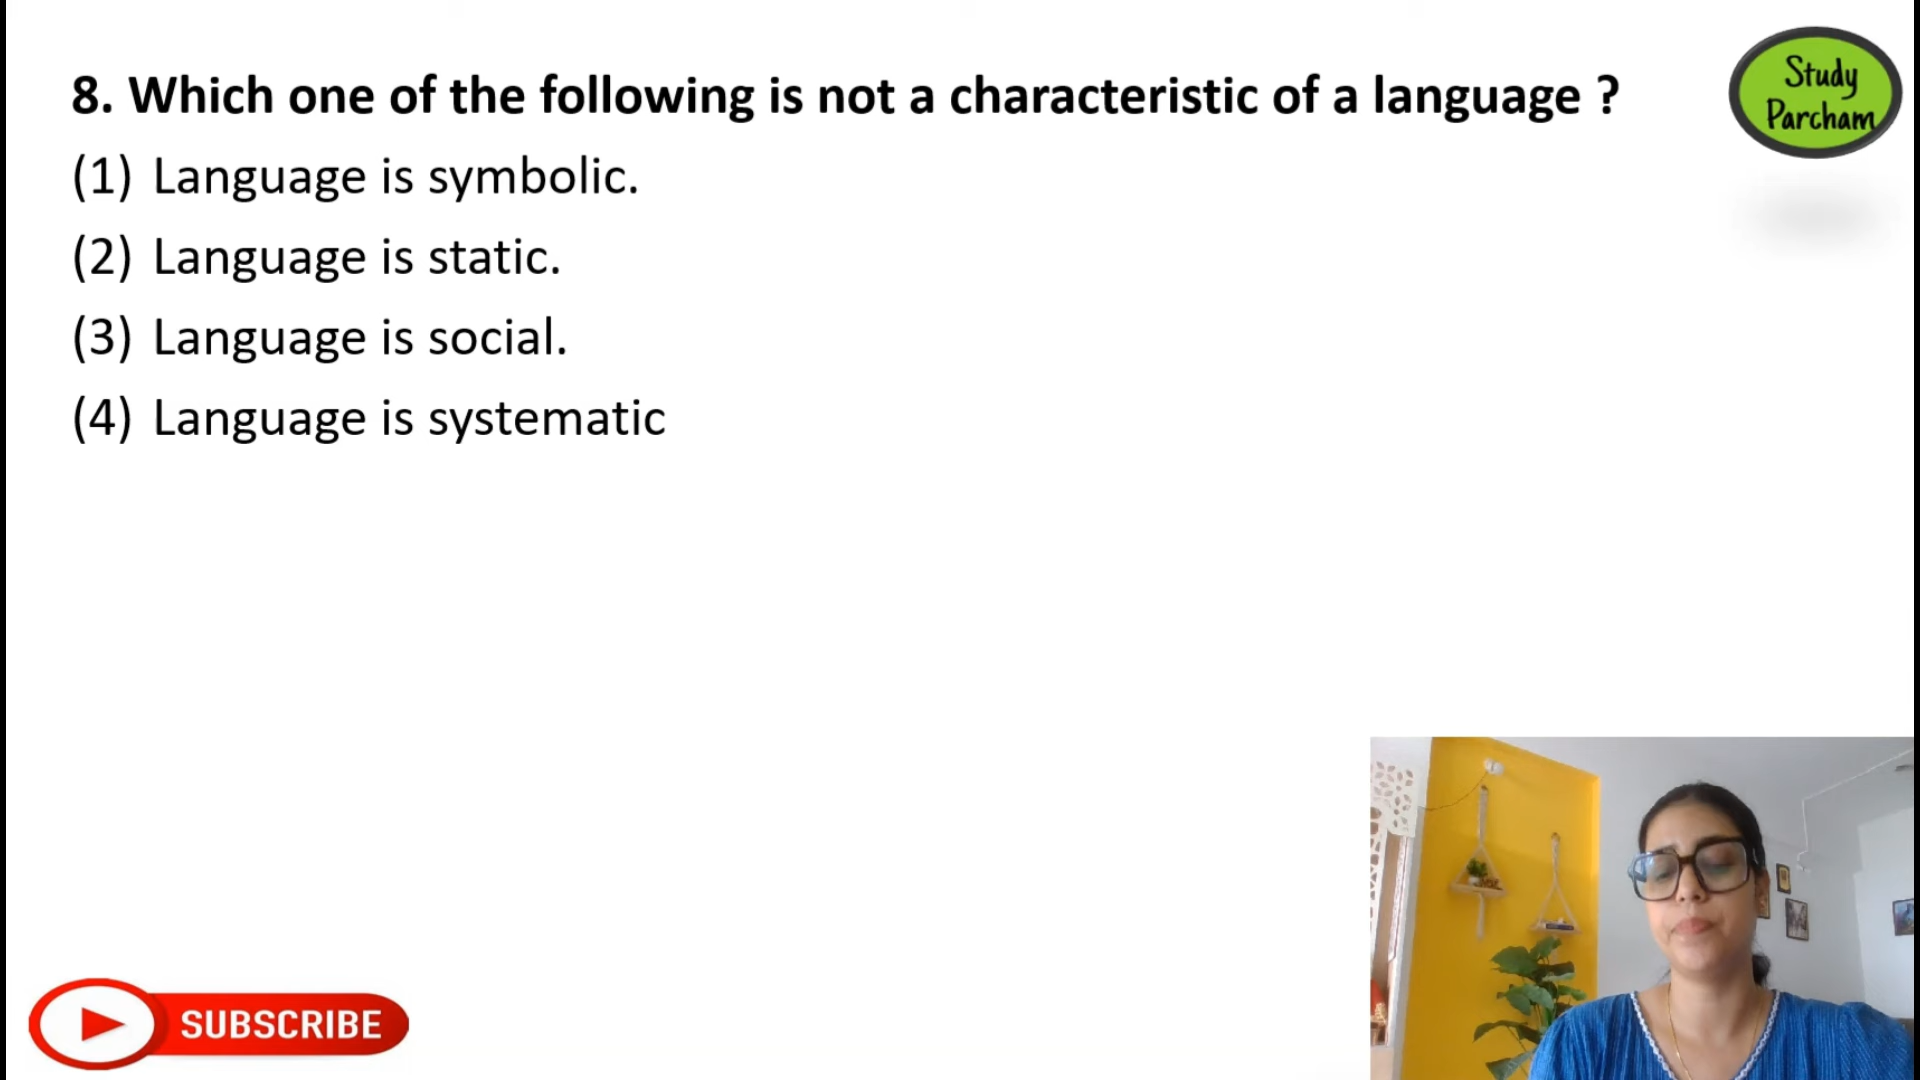 8. Which one of the following is not a characteristic of a language ?
(1) Language is symbolic.
(2) Language is static.
(3) Language is social.
(4) Language is systematic
Study
Parcham
SUBSCRIBE